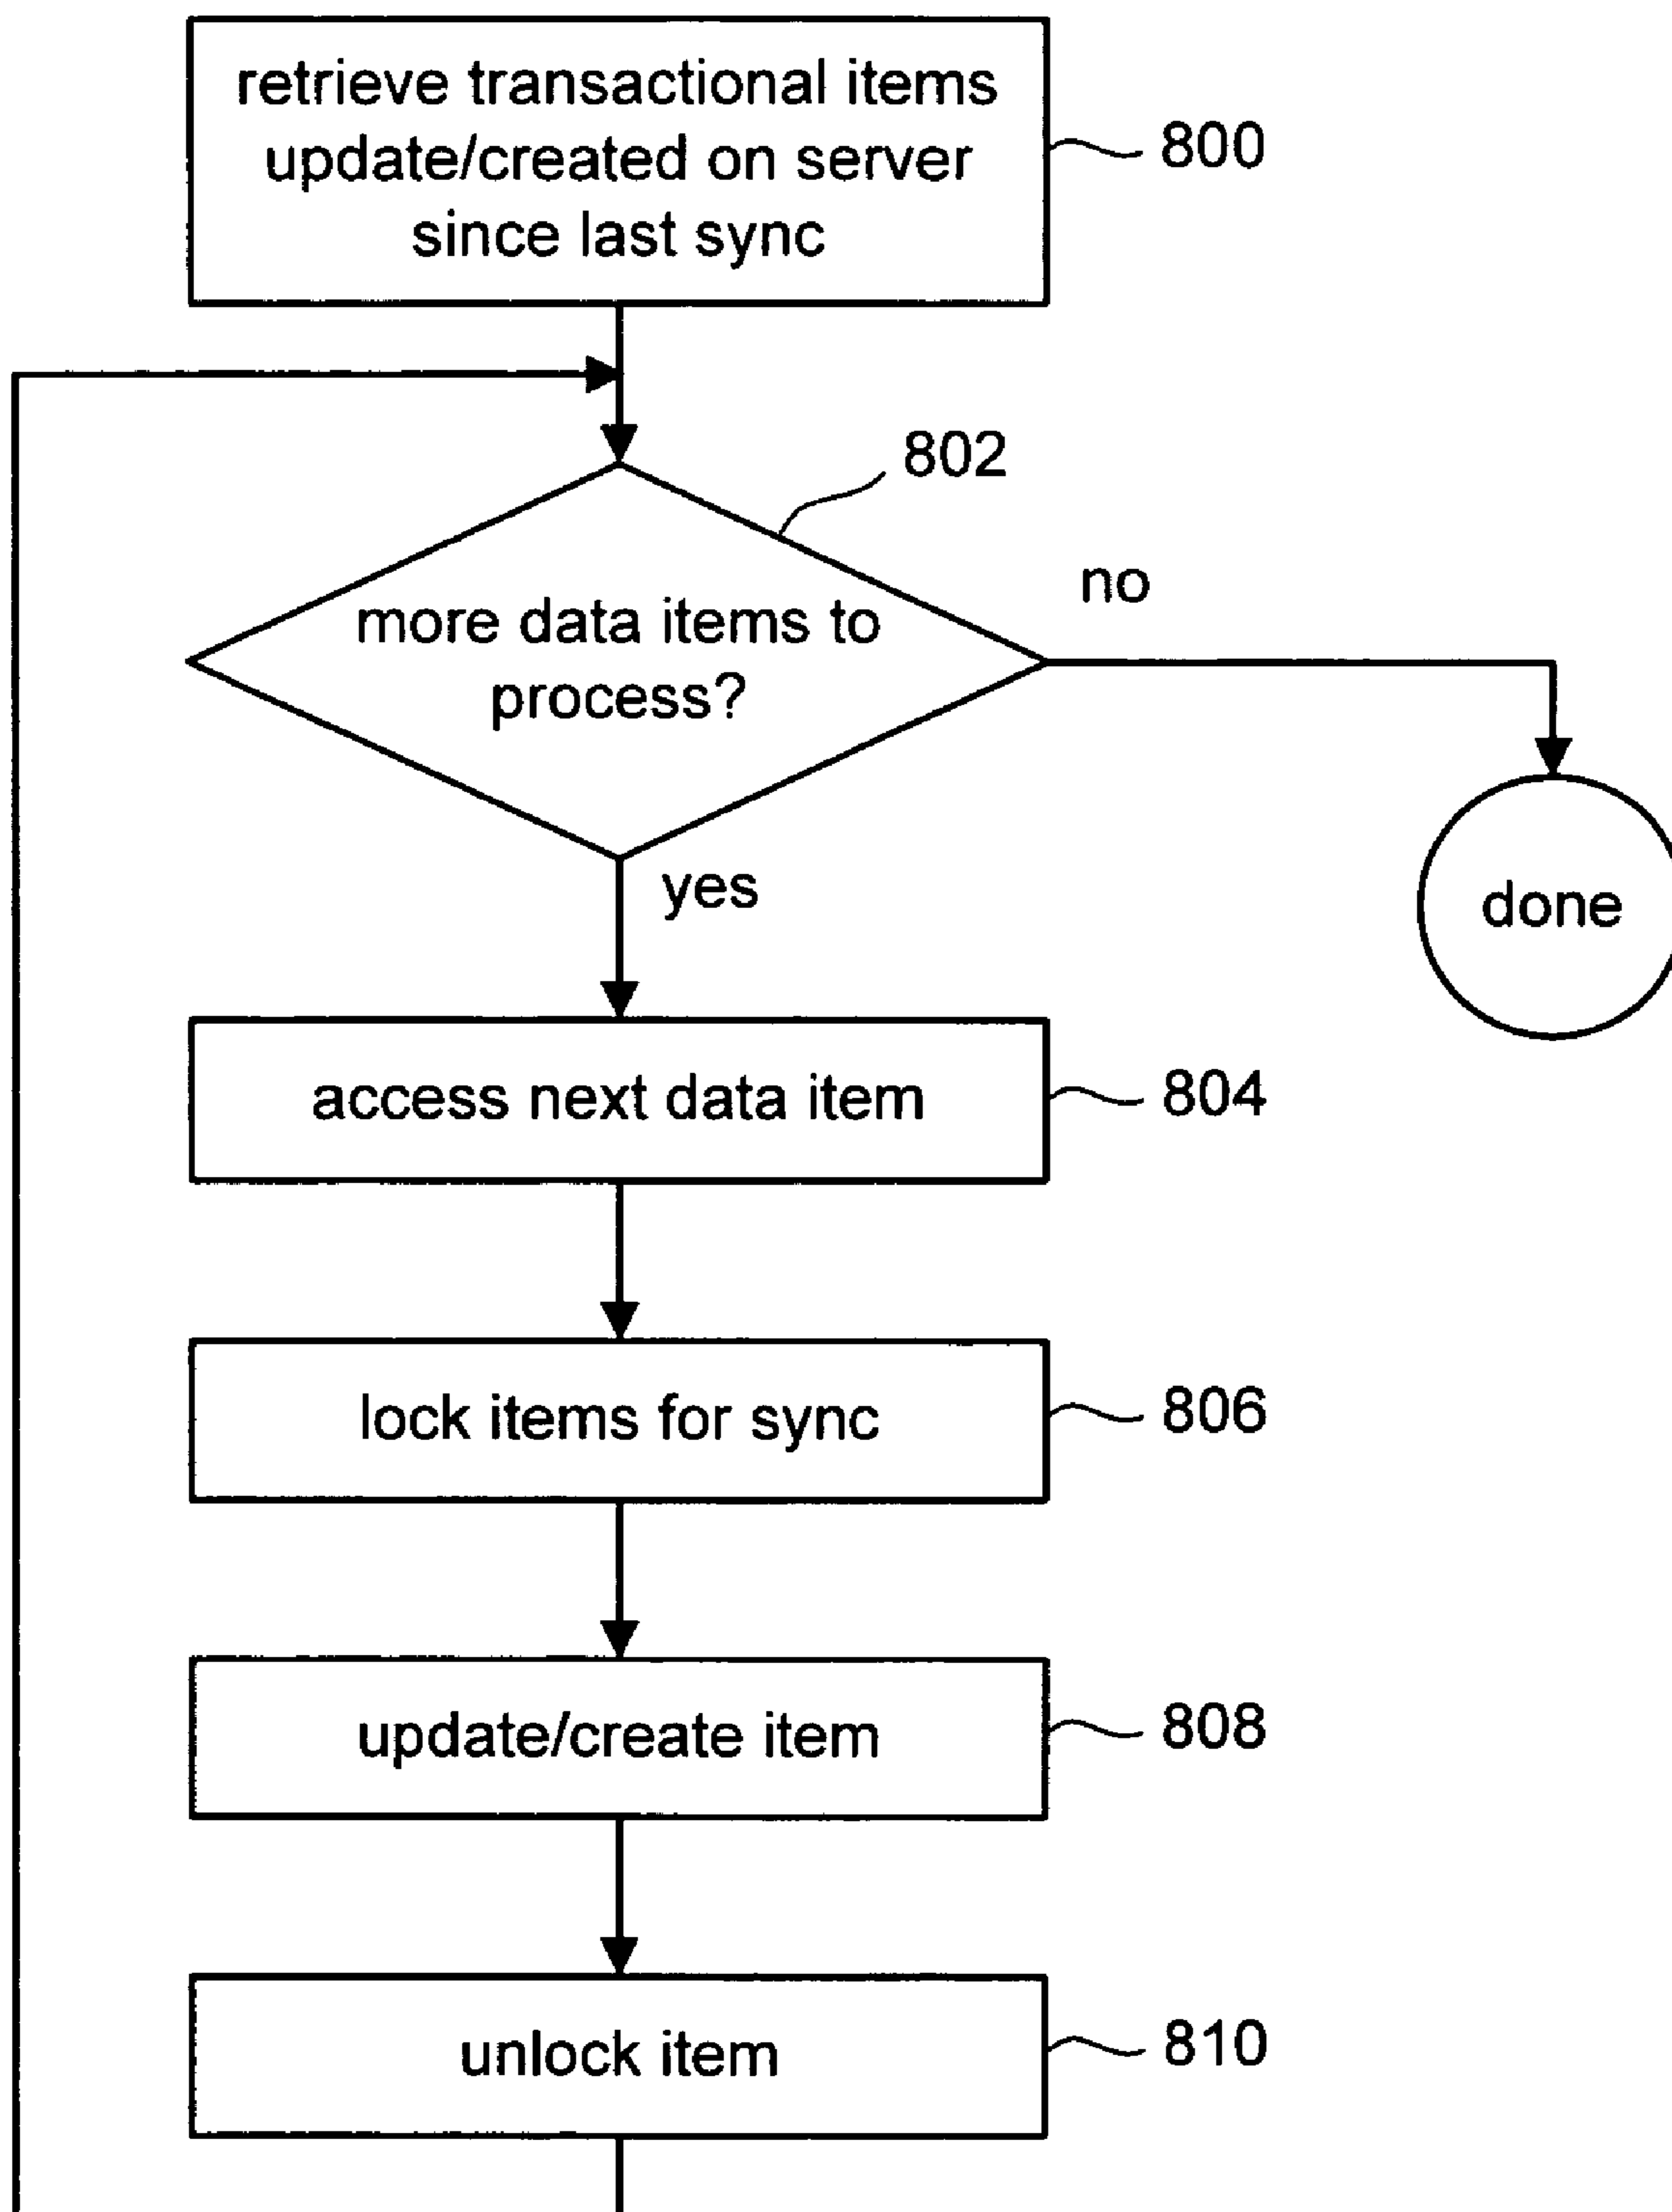 retrieve transactional items
update/created on server
since last sync
800
802
more data items to
process?
no
yes
done
access next data item
804
lock items for sync
806
update/create item
808
unlock item
810